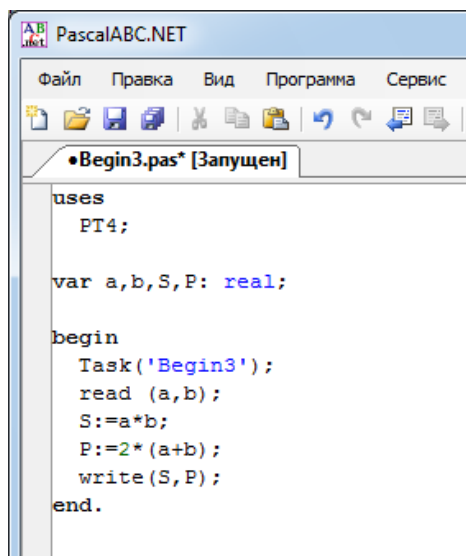 PascalABC.NET
Файл Правка Вид Программа Сервис
•Begin3.pas* [Запущен]
uses
  PT4;
var a,b,S,P: real;
begin
  Task('Begin3');
  read (a,b);
  S:=a*b;
  P:=2*(a+b);
  write(S,P);
end.